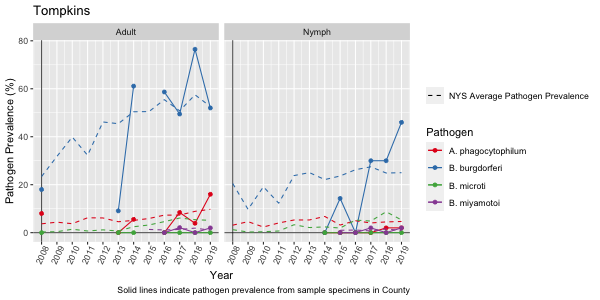 Tompkins
Adult
Nymph
Pathogen Prevalence (%)
80
60
40
20
0
2008 2009 2010 2011 2012 2013 2014 2015 2016 2017 2018 2019
2008 2009 2010 2011 2012 2013 2014 2015 2016 2017 2018 2019
Year
Solid lines indicate pathogen prevalence from sample specimens in County
NYS Average Pathogen Prevalence
Pathogen
A. phagocytophilum
B. burgdorferi
B. microti
B. miyamotoi